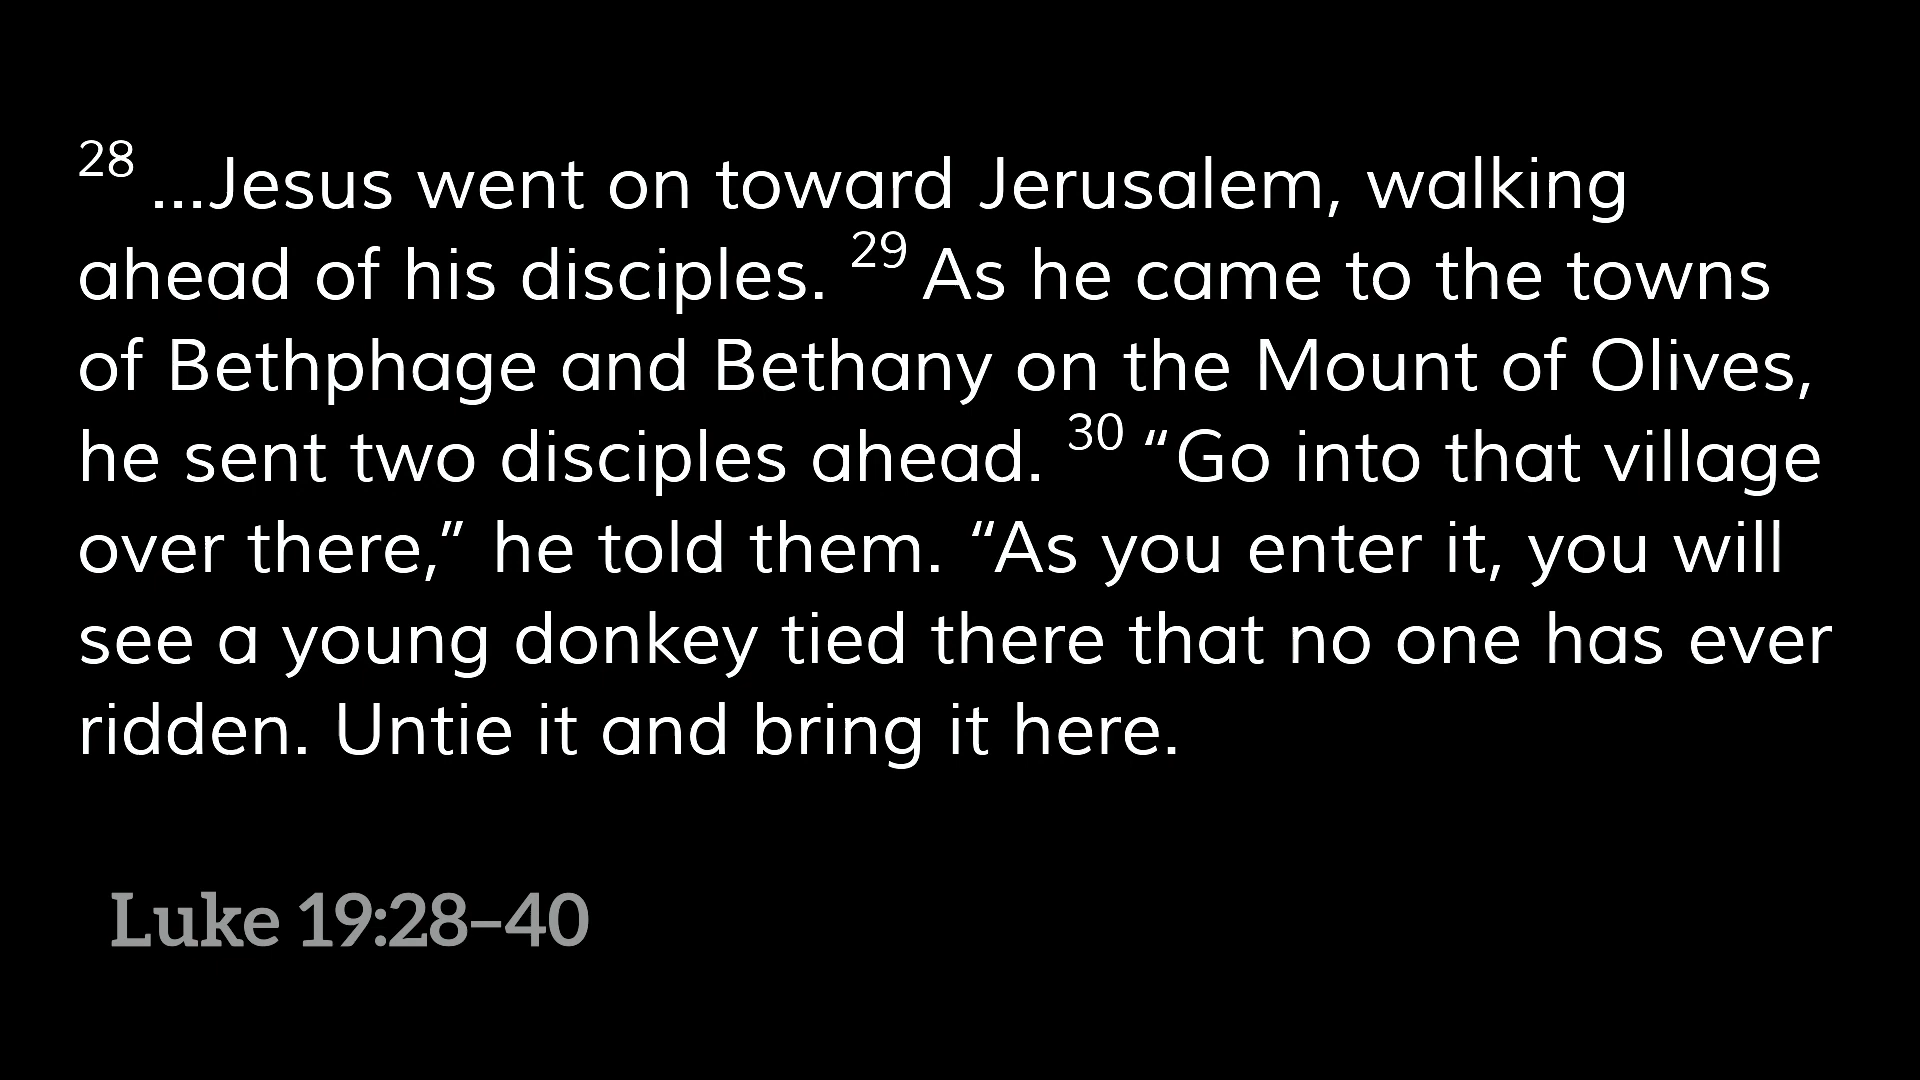 28 ...Jesus went on toward Jerusalem, walking
ahead of his disciples. 29 As he came to the towns
of Bethphage and Bethany on the Mount of Olives,
he sent two disciples ahead. 30 “Go into that village
over there,” he told them. “As you enter it, you will
see a young donkey tied there that no one has ever
ridden. Untie it and bring it here.
Luke 19:28–40